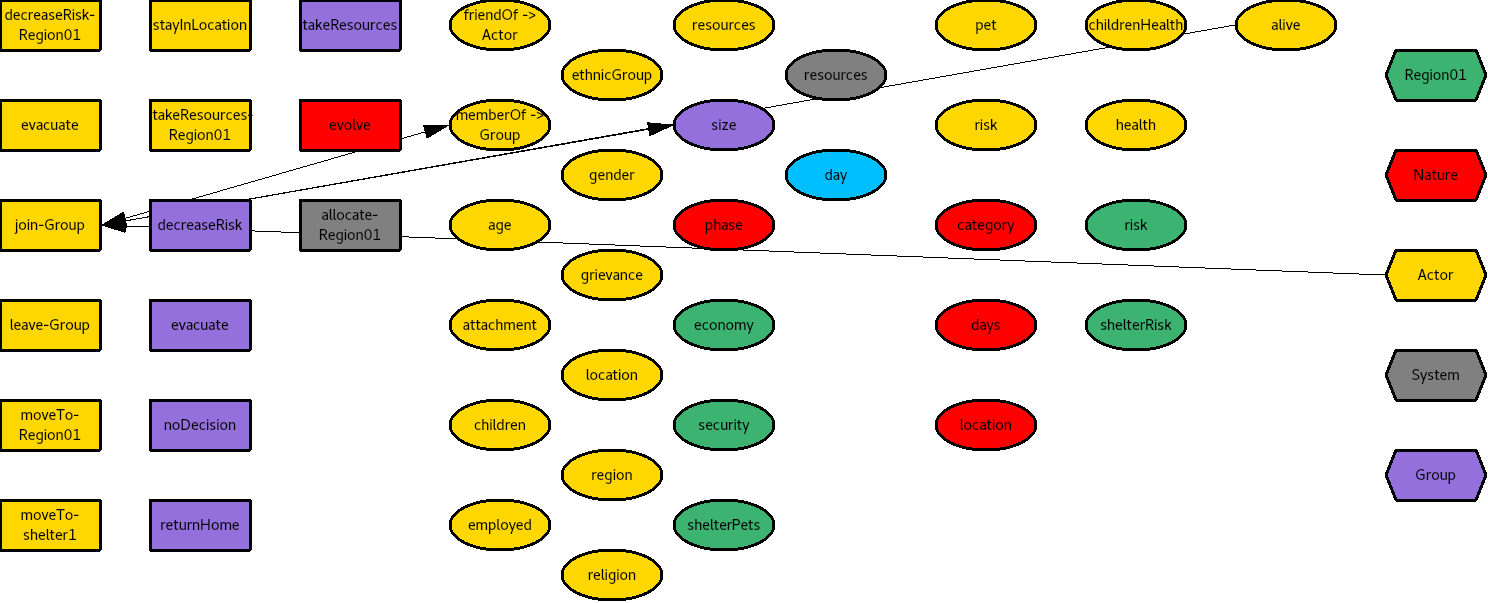 decreaseRisk-
Region01
stayInLocation
takeResources
friendOf ->
Actor
resources
pet
childrenHealth
alive
ethnicGroup
resources
Region01
evacuate
takeResources-
Region01
evolve
memberOf ->
Group
size
risk
health
gender
day
Nature
join-Group
decreaseRisk
allocate-
Region01
age
phase
category
risk
grievance
Actor
leave-Group
evacuate
attachment
economy
days
shelterRisk
location
System
moveTo-
Region01
noDecision
children
security
location
region
Group
moveTo-
shelter1
returnHome
employed
shelterPets
religion